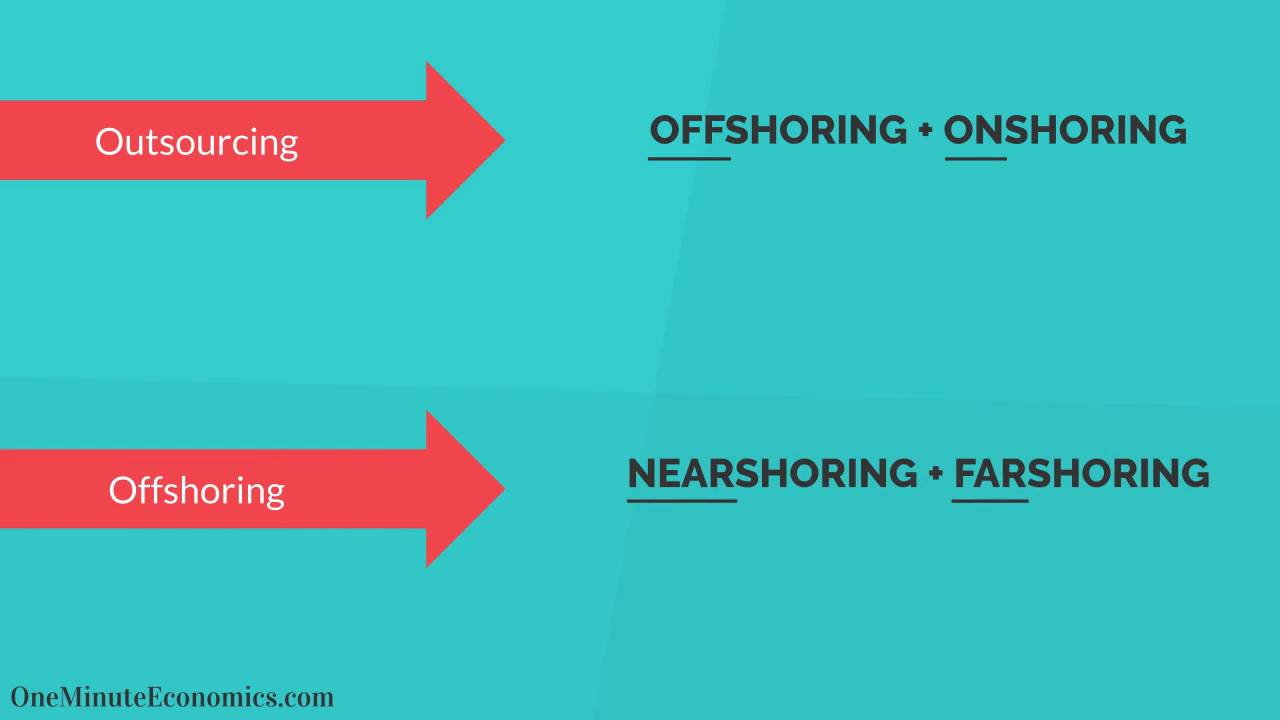 Outsourcing
OFFSHORING + ONSHORING
Offshoring
NEARSHORING + FARSHORING
OneMinuteEconomics.com